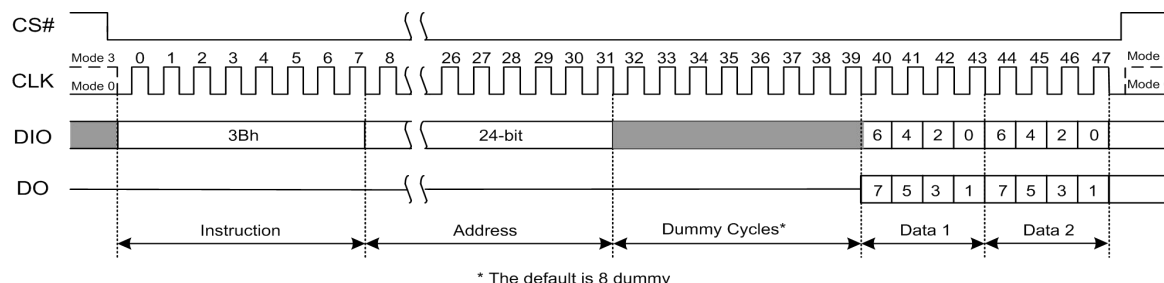 CS#
Mode 3 0 1 2 3 4 5 6 7 8 26 27 28 29 30 31 32 33 34 35 36 37 38 39 40 41 42 43 44 45 46 47 Mode
CLK
Mode 0 Mode
DIO 3Bh 24-bit 6 4 2 0 6 4 2 0
DO 7 5 3 1 7 5 3 1
Instruction Address Dummy Cycles* Data 1 Data 2
* The default is 8 dummy